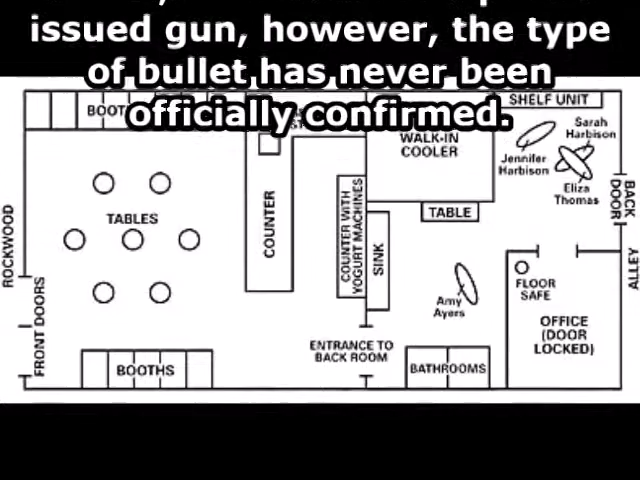 issued gun, however, the type
of bullet has never been
officially confirmed.
SHELF UNIT
WALK-IN
COOLER
Sarah
Harbison
Jennifer
Harbison
Eliza
Thomas
BACK
DOOR
ALLEY
TABLES
COUNTER
COUNTER WITH
YOGURT MACHINES
SINK
TABLE
ROCKWOOD
FRONT DOORS
FLOOR
SAFE
Amy
Ayers
OFFICE
(DOOR
LOCKED)
ENTRANCE TO
BACK ROOM
BOOTHS
BATHROOMS